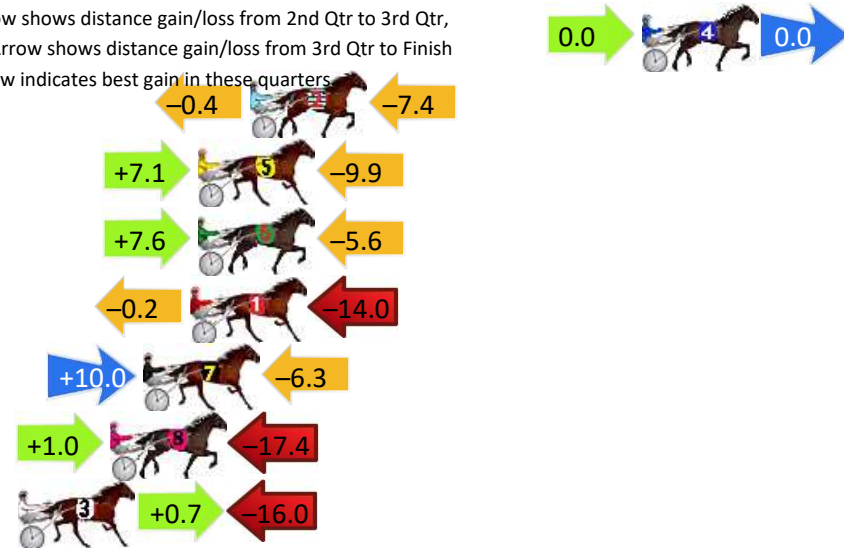 ow shows distance gain/loss from 2nd Qtr to 3rd Qtr,
Arrow shows distance gain/loss from 3rd Qtr to Finish
w indicates best gain in these quarters
0.0 4 0.0
–0.4 2 –7.4
+7.1 5 –9.9
+7.6 6 –5.6
–0.2 1 –14.0
+10.0 7 –6.3
+1.0 8 –17.4
3 +0.7 –16.0